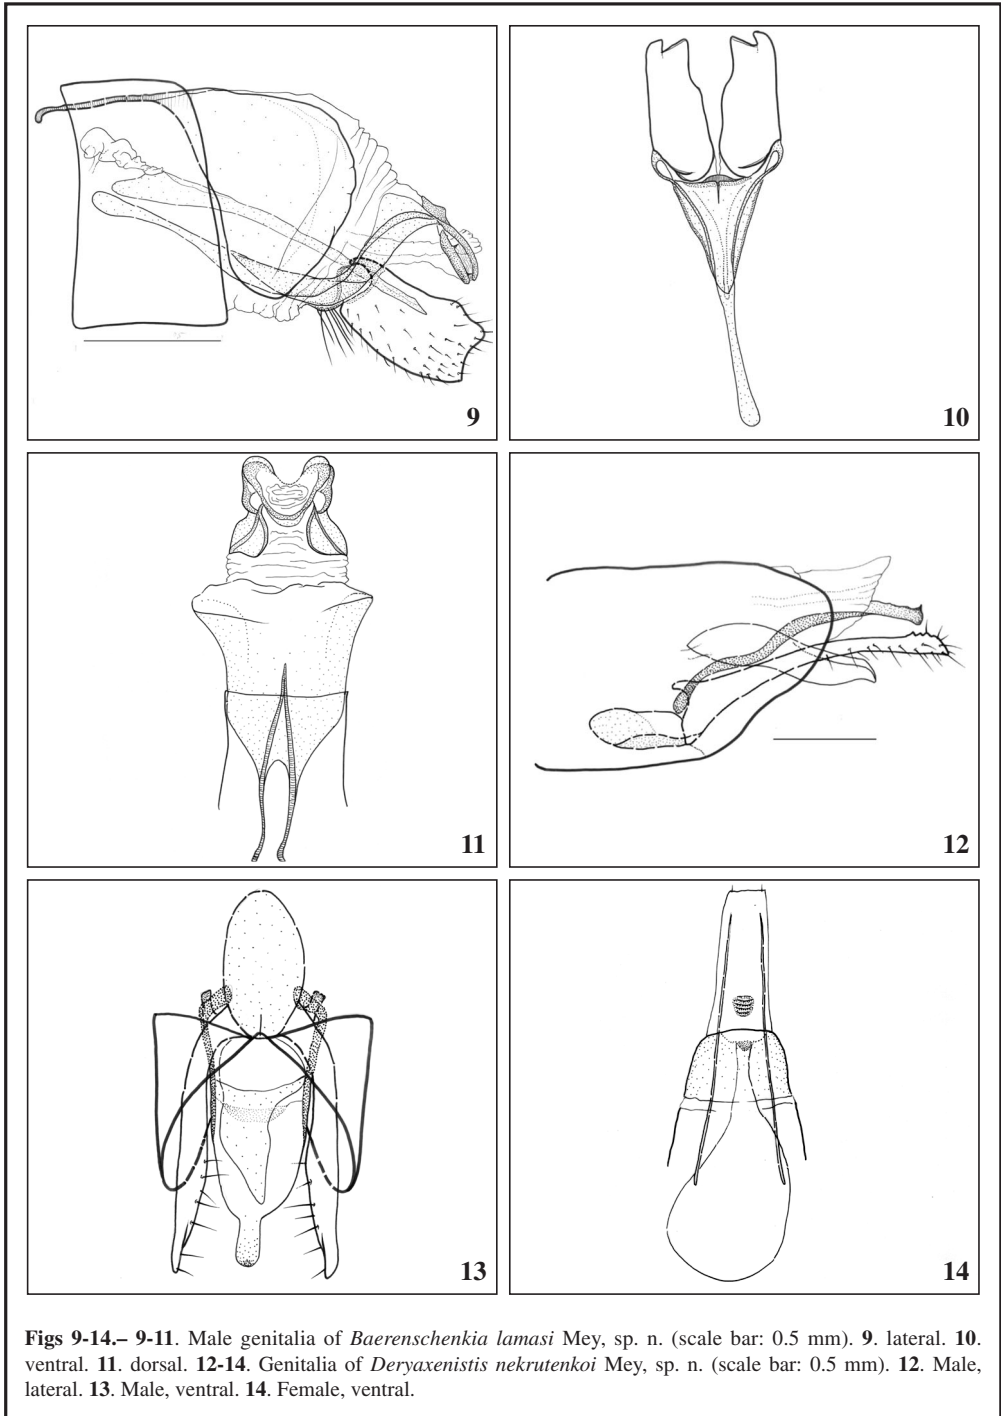 9
10
11
12
13
14
Figs 9-14.– 9-11. Male genitalia of Baerenschenkia lamasi Mey, sp. n. (scale bar: 0.5 mm). 9. lateral. 10.
ventral. 11. dorsal. 12-14. Genitalia of Deryaxenistis nekrutenkoi Mey, sp. n. (scale bar: 0.5 mm). 12. Male,
lateral. 13. Male, ventral. 14. Female, ventral.